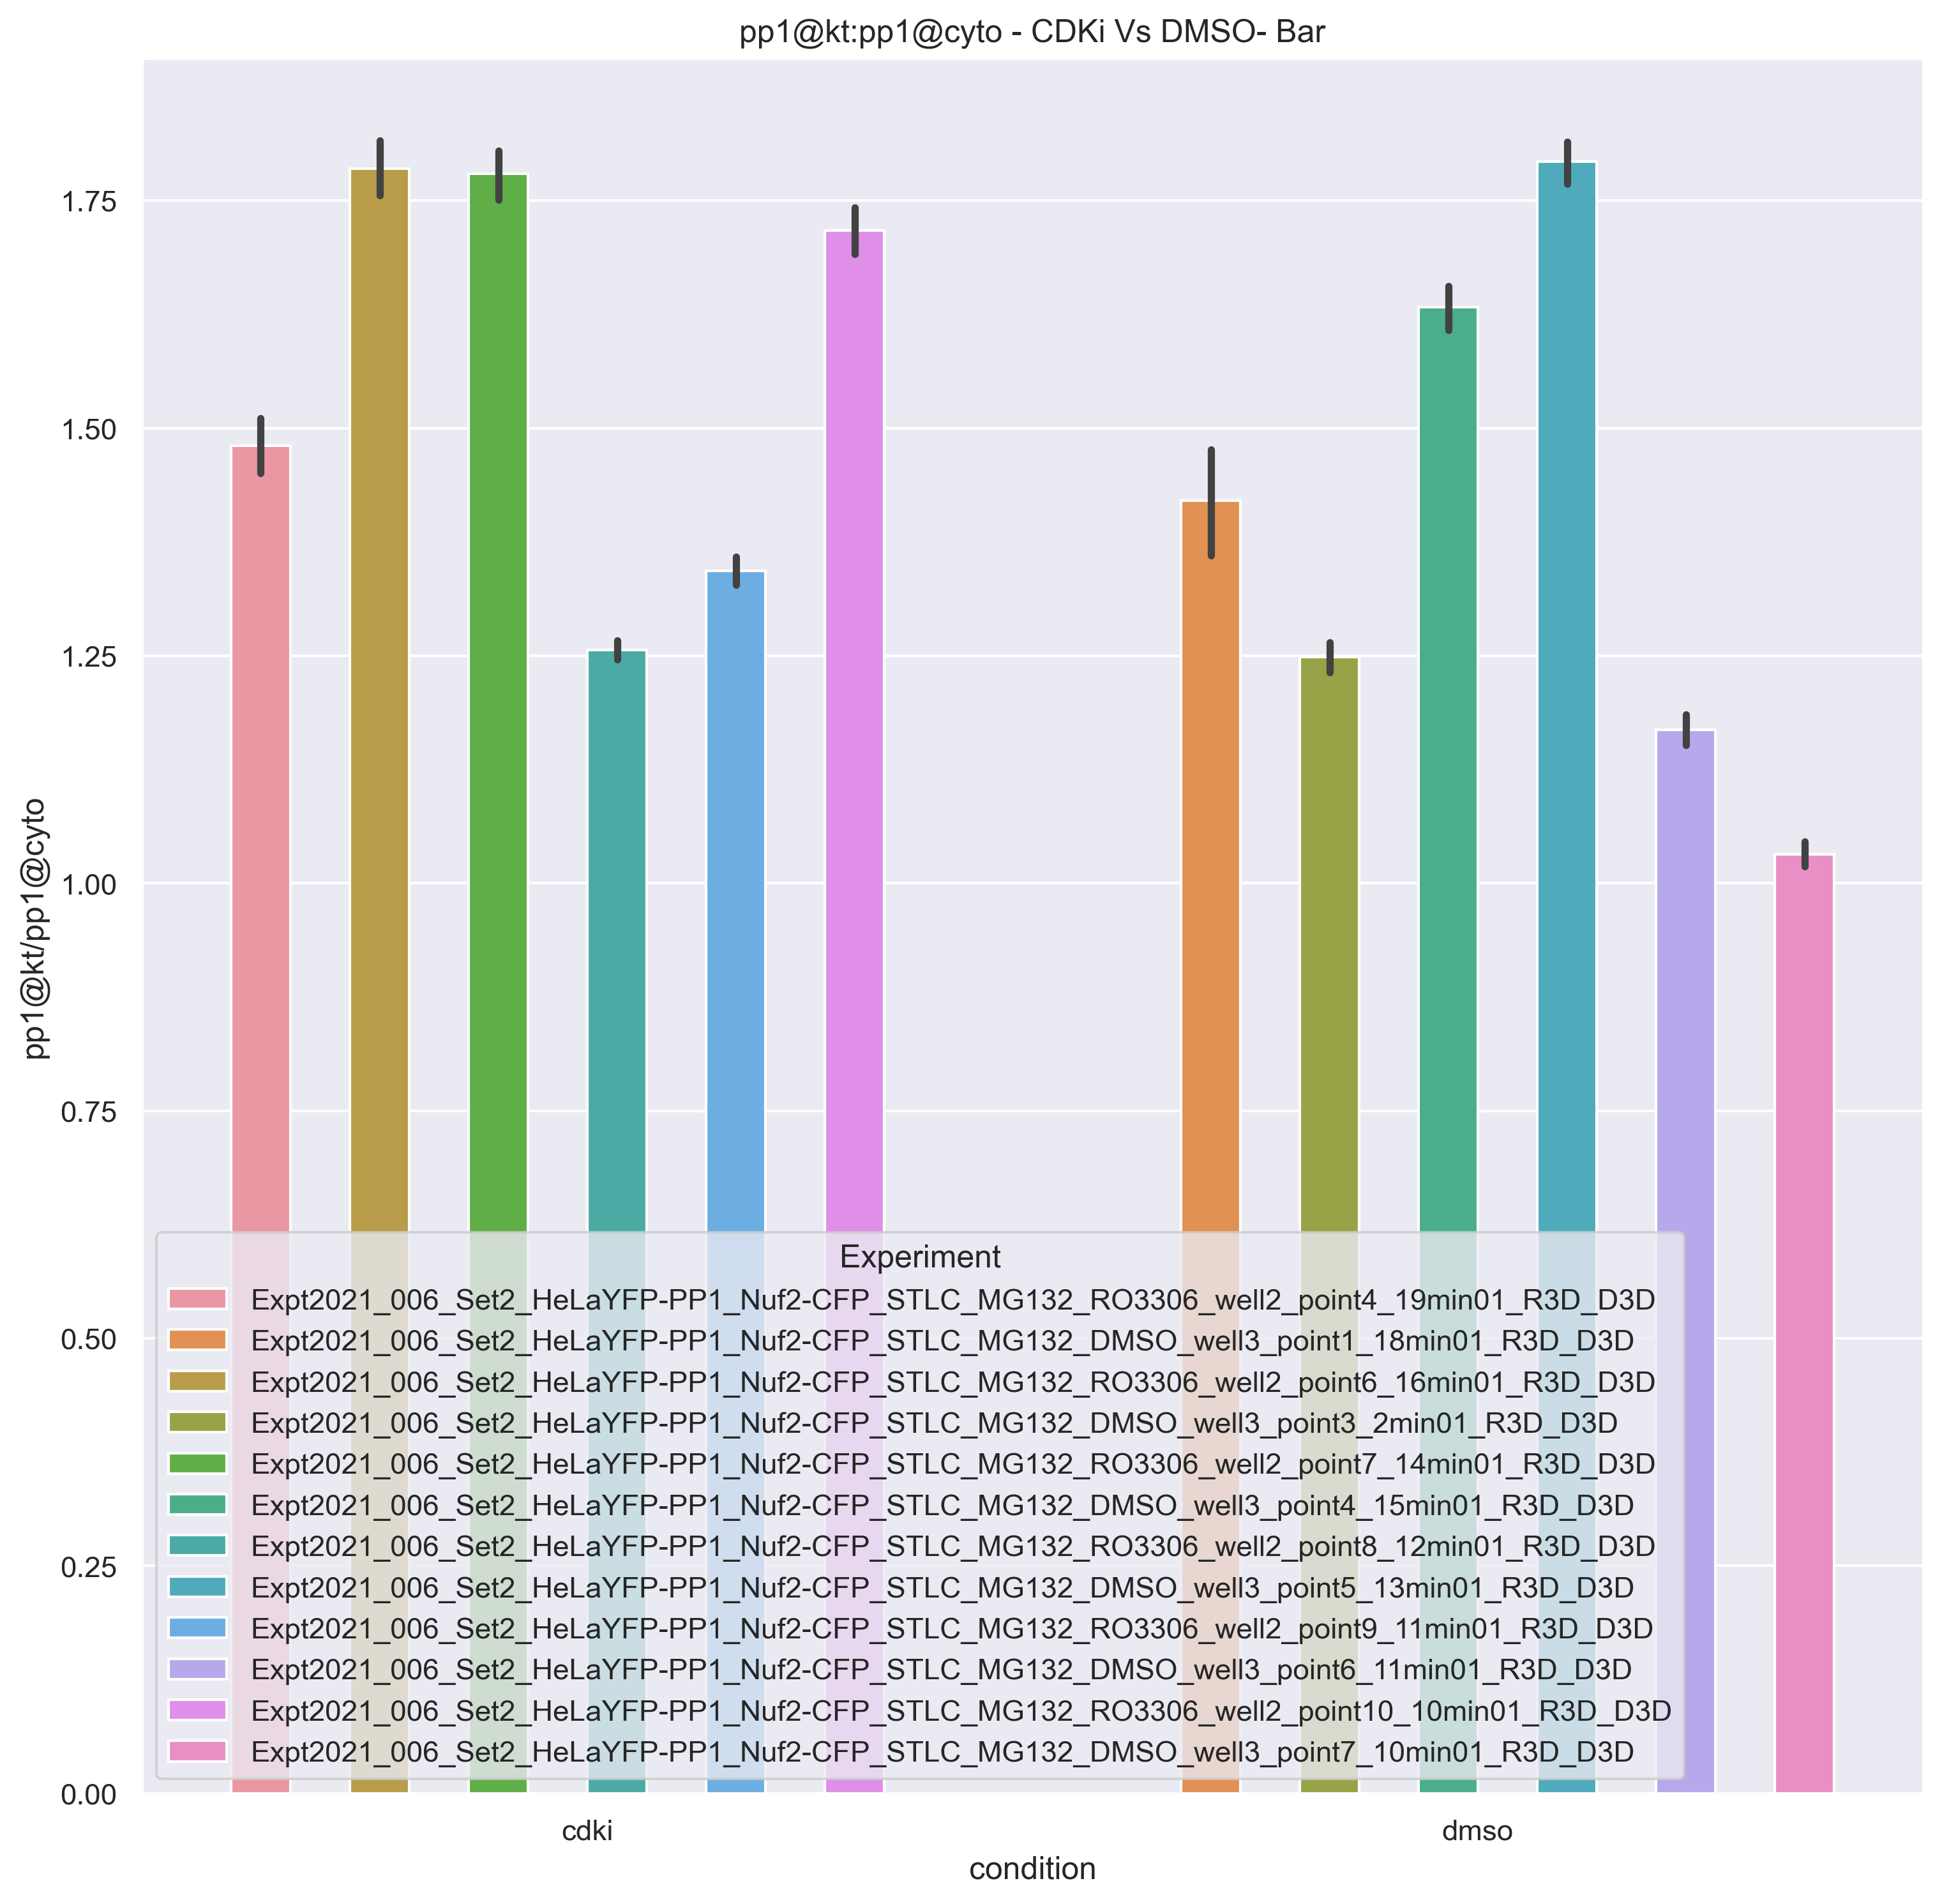 pp1@kt:pp1@cyto - CDKi Vs DMSO- Bar
pp1@kt/pp1@cyto
1.75
1.50
1.25
1.00
0.75
0.50
0.25
0.00
Experiment
Expt2021_006_Set2_HeLaYFP-PP1_Nuf2-CFP_STLC_MG132_RO3306_well2_point4_19min01_R3D_D3D
Expt2021_006_Set2_HeLaYFP-PP1_Nuf2-CFP_STLC_MG132_DMSO_well3_point1_18min01_R3D_D3D
Expt2021_006_Set2_HeLaYFP-PP1_Nuf2-CFP_STLC_MG132_RO3306_well2_point6_16min01_R3D_D3D
Expt2021_006_Set2_HeLaYFP-PP1_Nuf2-CFP_STLC_MG132_DMSO_well3_point3_2min01_R3D_D3D
Expt2021_006_Set2_HeLaYFP-PP1_Nuf2-CFP_STLC_MG132_RO3306_well2_point7_14min01_R3D_D3D
Expt2021_006_Set2_HeLaYFP-PP1_Nuf2-CFP_STLC_MG132_DMSO_well3_point4_15min01_R3D_D3D
Expt2021_006_Set2_HeLaYFP-PP1_Nuf2-CFP_STLC_MG132_RO3306_well2_point8_12min01_R3D_D3D
Expt2021_006_Set2_HeLaYFP-PP1_Nuf2-CFP_STLC_MG132_DMSO_well3_point5_13min01_R3D_D3D
Expt2021_006_Set2_HeLaYFP-PP1_Nuf2-CFP_STLC_MG132_RO3306_well2_point9_11min01_R3D_D3D
Expt2021_006_Set2_HeLaYFP-PP1_Nuf2-CFP_STLC_MG132_DMSO_well3_point6_11min01_R3D_D3D
Expt2021_006_Set2_HeLaYFP-PP1_Nuf2-CFP_STLC_MG132_RO3306_well2_point10_10min01_R3D_D3D
Expt2021_006_Set2_HeLaYFP-PP1_Nuf2-CFP_STLC_MG132_DMSO_well3_point7_10min01_R3D_D3D
cdki
dmso
condition